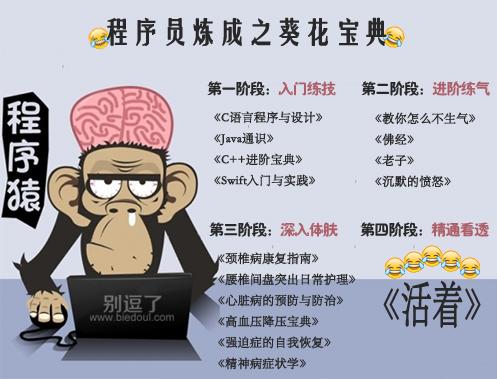 程序员炼成之葵花宝典
程序猿
第一阶段：入门练技
《C语言程序与设计》
《Java通识》
《C++进阶宝典》
《Swift入门与实践》
第二阶段：进阶练气
《教你怎么不生气》
《佛经》
《老子》
《沉默的愤怒》
第三阶段：深入体肤
《颈椎病康复指南》
《腰椎间盘突出日常护理》
《心脏病的预防与防治》
《高血压降压宝典》
《强迫症的自我恢复》
《精神病症状学》
第四阶段：精通看透
《活着》
别逗了
www.biedoul.com